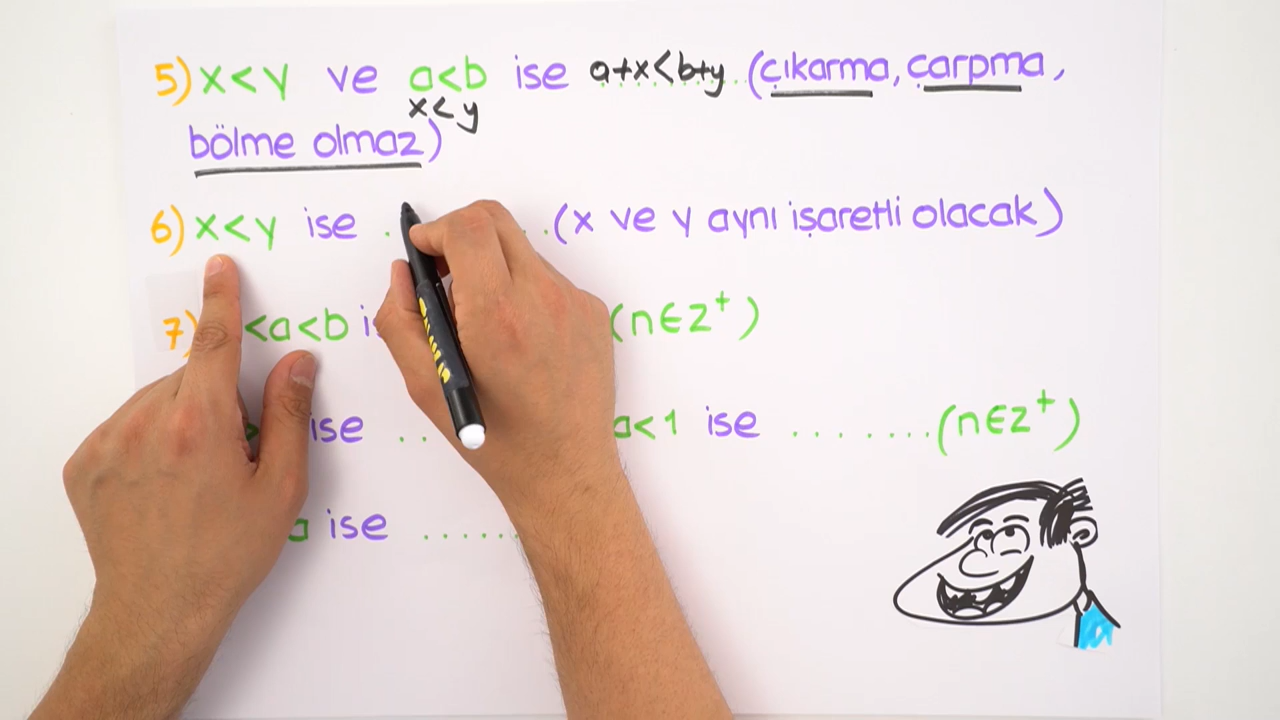 5) x < y ve a < b ise a+x < b+y (çıkarma, çarpma,
x < y
bölme olmaz)
6) x < y ise . . (x ve y aynı işaretli olacak)
7) < a < b (n ∈ z⁺)
ise . . a < 1 ise ........ (n ∈ z⁺)
a ise ......